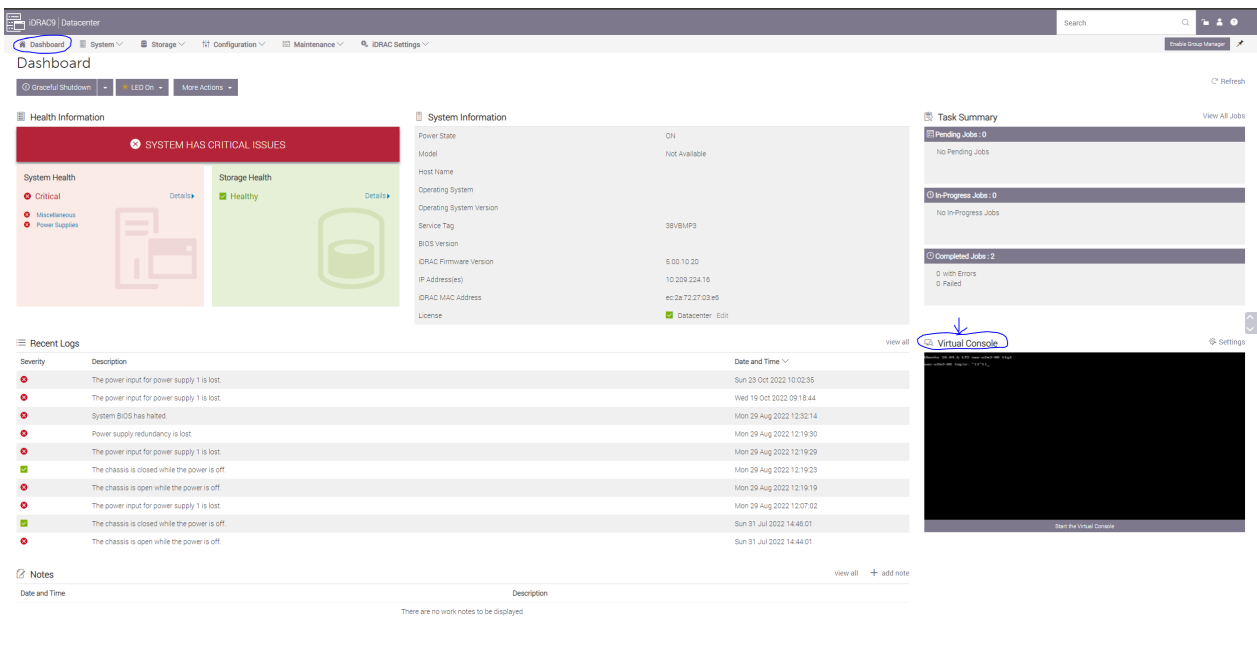 iDRAC9 | Datacenter
Search
Dashboard System Storage Configuration Maintenance iDRAC Settings
Enable Group Manager
Dashboard
Graceful Shutdown LED On More Actions
Refresh
Health Information
SYSTEM HAS CRITICAL ISSUES
System Health
Critical Details
Miscellaneous
Power Supplies
Storage Health
Healthy Details
System Information
Power State ON
Model Not Available
Host Name
Operating System
Operating System Version
Service Tag 38VBMP3
BIOS Version
iDRAC Firmware Version 5.00.10.20
IP Address(es) 10.209.224.16
iDRAC MAC Address ec:2a:72:27:03:e6
License Datacenter Edit
Task Summary View All Jobs
Pending Jobs : 0
No Pending Jobs
In-Progress Jobs : 0
No In-Progress Jobs
Completed Jobs : 2
0 with Errors
0 Failed
Recent Logs view all
Severity Description Date and Time
The power input for power supply 1 is lost. Sun 23 Oct 2022 10:02:35
The power input for power supply 1 is lost. Wed 19 Oct 2022 09:18:44
System BIOS has halted. Mon 29 Aug 2022 12:32:14
Power supply redundancy is lost. Mon 29 Aug 2022 12:19:30
The power input for power supply 1 is lost. Mon 29 Aug 2022 12:19:29
The chassis is closed while the power is off. Mon 29 Aug 2022 12:19:23
The chassis is open while the power is off. Mon 29 Aug 2022 12:19:19
The power input for power supply 1 is lost. Mon 29 Aug 2022 12:07:02
The chassis is closed while the power is off. Sun 31 Jul 2022 14:46:01
The chassis is open while the power is off. Sun 31 Jul 2022 14:44:01
Virtual Console Settings
Start the Virtual Console
Notes view all + add note
Date and Time Description
There are no work notes to be displayed.